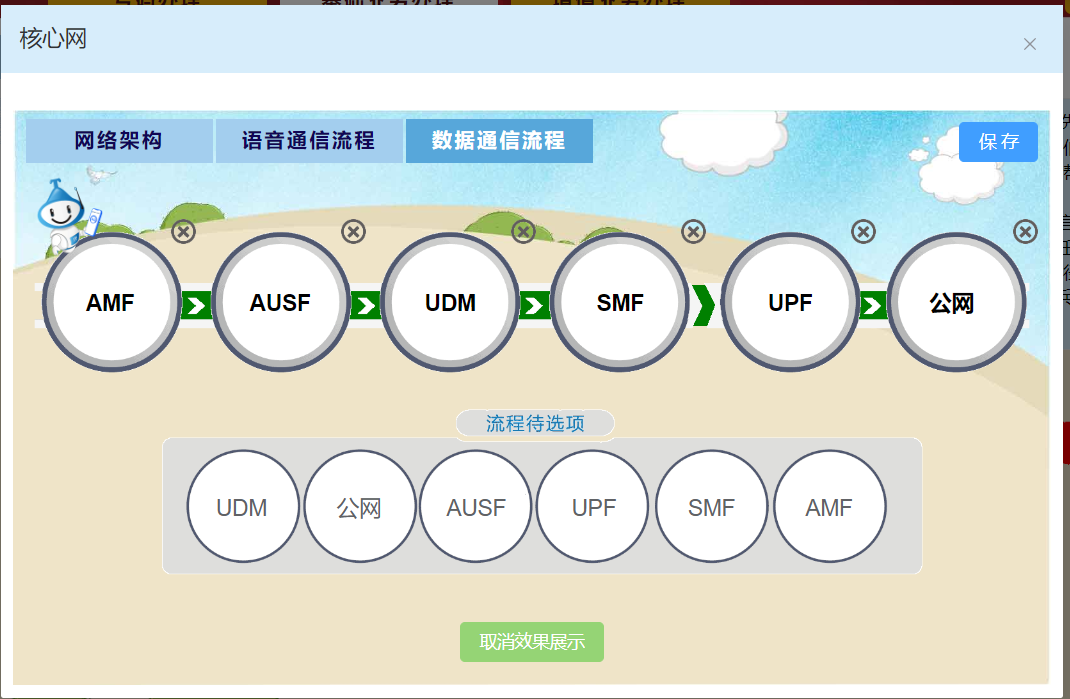 核心网
网络架构 语音通信流程 数据通信流程 保存
AMF AUSF UDM SMF UPF 公网
流程待选项
UDM 公网 AUSF UPF SMF AMF
取消效果展示